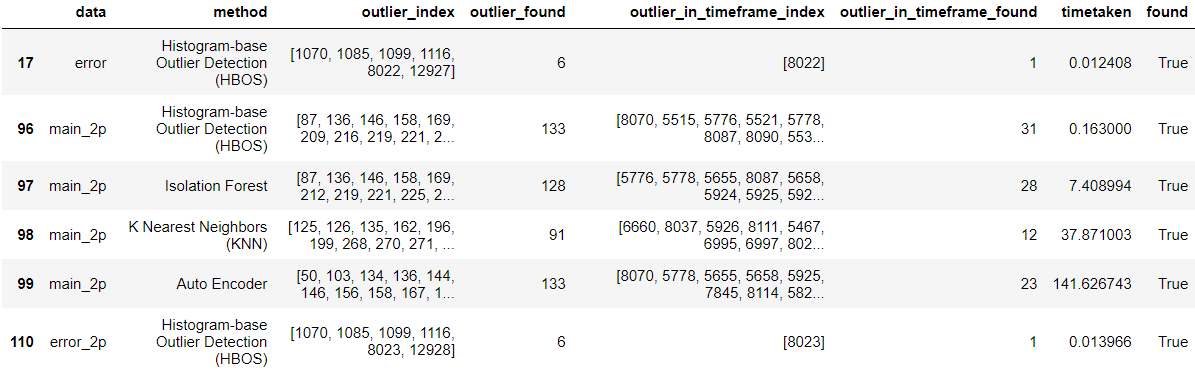 data method outlier_index outlier_found outlier_in_timeframe_index outlier_in_timeframe_found timetaken found
Histogram-base
17 error Outlier Detection [1070, 1085, 1099, 1116, 6 [8022] 1 0.012408 True
(HBOS) 8022, 12927]
Histogram-base
96 main_2p Outlier Detection [87, 136, 146, 158, 169, 133 [8070, 5515, 5776, 5521, 5778, 31 0.163000 True
(HBOS) 209, 216, 219, 221, 2... 8087, 8090, 553...
97 main_2p Isolation Forest [87, 136, 146, 158, 169, 128 [5776, 5778, 5655, 8087, 5658, 28 7.408994 True
212, 219, 221, 225, 2... 5924, 5925, 592...
98 main_2p K Nearest Neighbors [125, 126, 135, 162, 196, 91 [6660, 8037, 5926, 8111, 5467, 12 37.871003 True
(KNN) 199, 268, 270, 271, ... 6995, 6997, 802...
99 main_2p Auto Encoder [50, 103, 134, 136, 144, 133 [8070, 5778, 5655, 5658, 5925, 23 141.626743 True
146, 156, 158, 167, 1... 7845, 8114, 582...
Histogram-base
110 error_2p Outlier Detection [1070, 1085, 1099, 1116, 6 [8023] 1 0.013966 True
(HBOS) 8023, 12928]